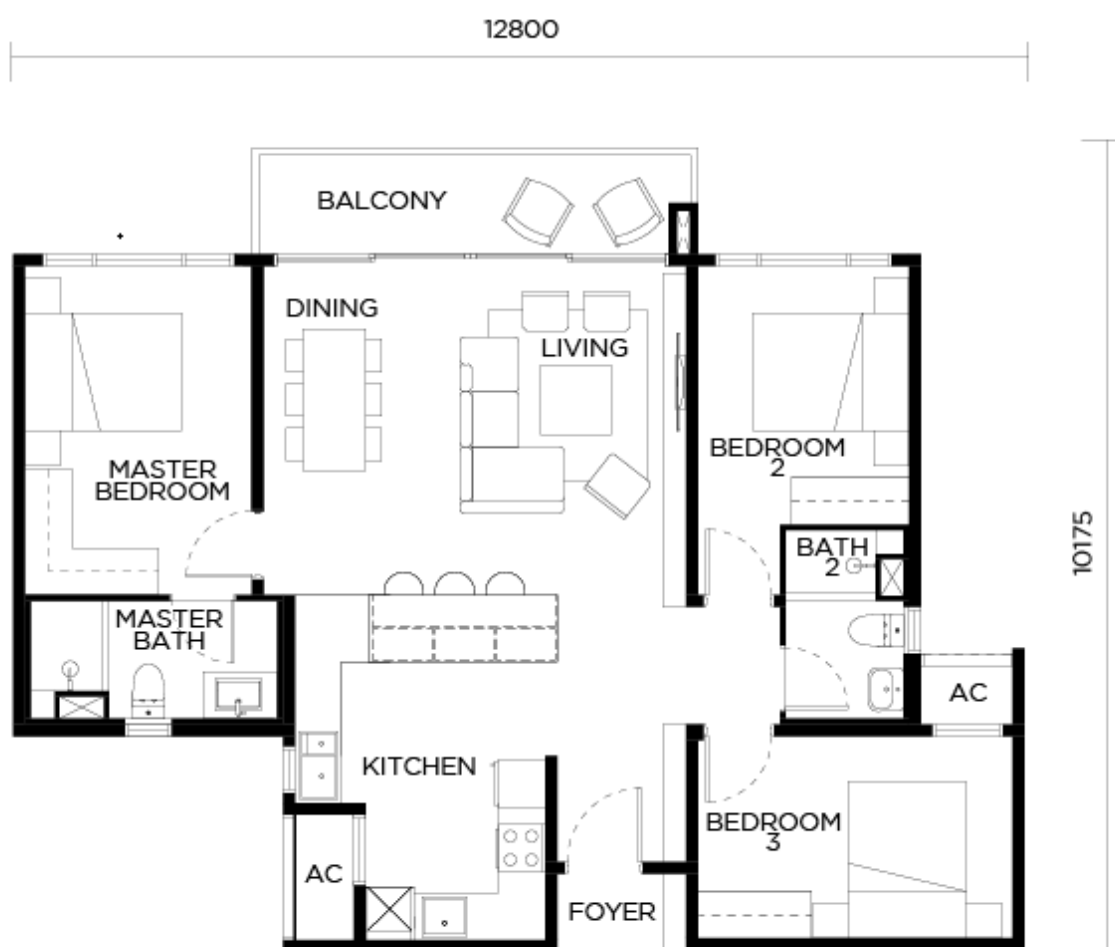 12800
BALCONY
DINING
LIVING
MASTER
BEDROOM
BEDROOM
2
10175
BATH
2
MASTER
BATH
AC
KITCHEN
BEDROOM
3
AC
FOYER